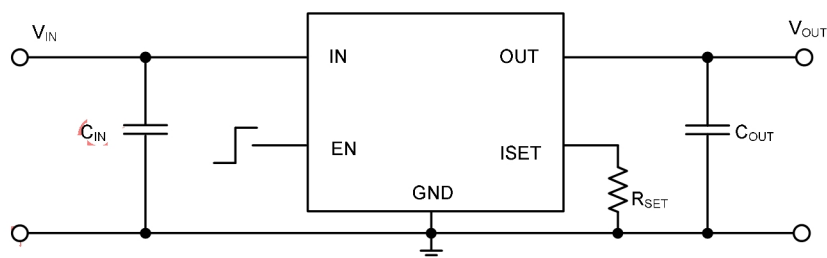 VIN
VOUT
IN
OUT
CIN
EN
ISET
COUT
GND
RSET